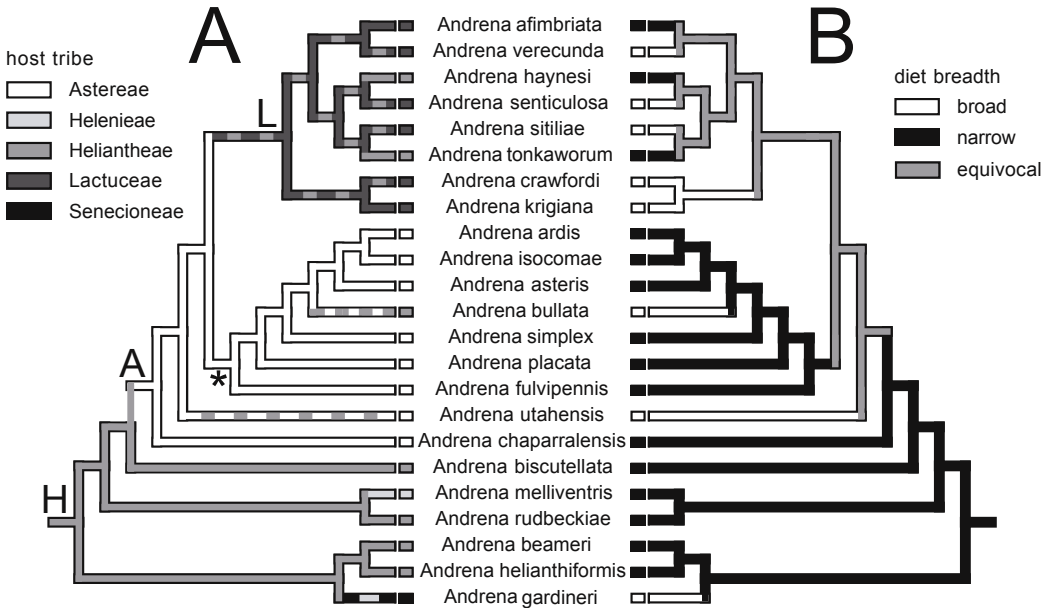 A
B
host tribe
Astereae
Helenieae
Heliantheae
Lactuceae
Senecioneae
L
A
*
H
Andrena afimbriata
Andrena verecunda
Andrena haynesi
Andrena senticulosa
Andrena sitiliae
Andrena tonkaworum
Andrena crawfordi
Andrena krigiana
Andrena ardis
Andrena isocomae
Andrena asteris
Andrena bullata
Andrena simplex
Andrena placata
Andrena fulvipennis
Andrena utahensis
Andrena chaparralensis
Andrena biscutellata
Andrena melliventris
Andrena rudbeckiae
Andrena beameri
Andrena helianthiformis
Andrena gardineri
diet breadth
broad
narrow
equivocal